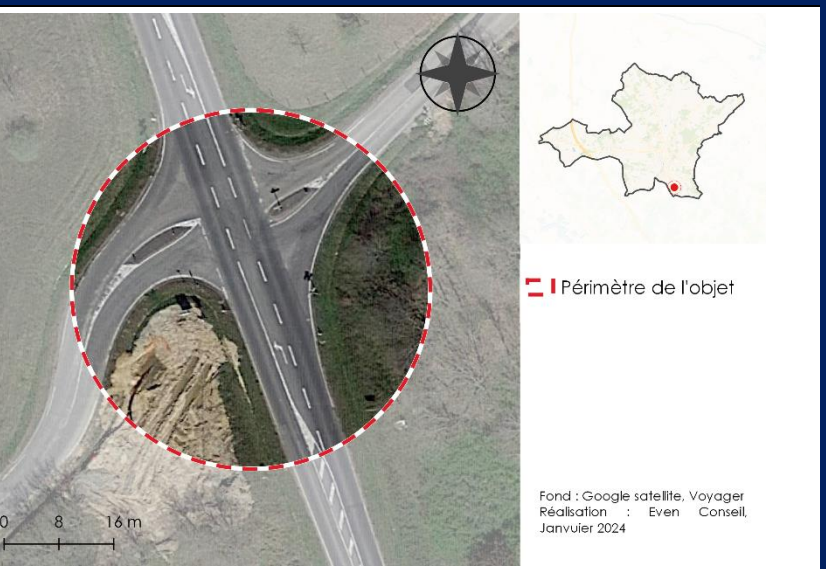 Périmètre de l'objet
Fond : Google satellite, Voyager
Réalisation : Even Conseil,
Janvuier 2024
0 8 16 m